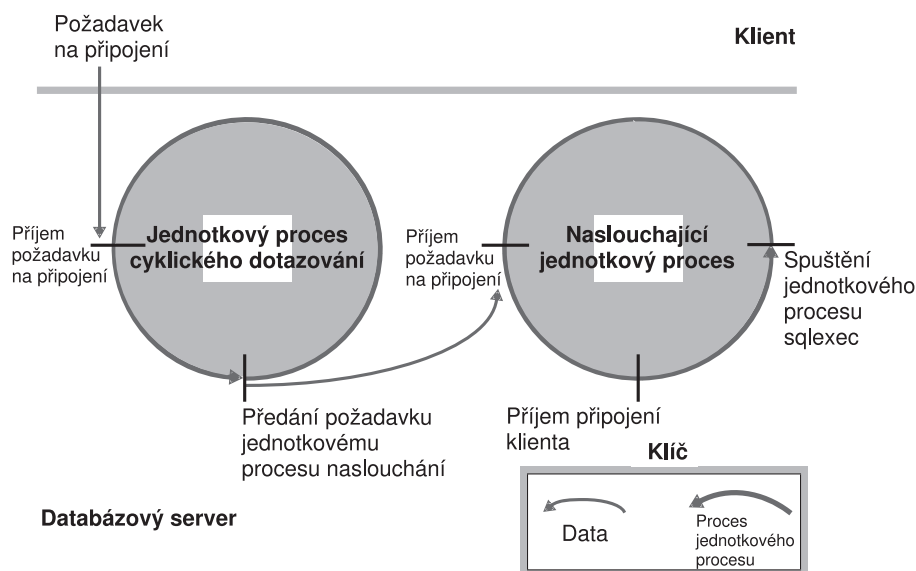 Požadavek
na připojení
Klient
Příjem
požadavku
na připojení
Jednotkový proces
cyklického dotazování
Příjem
požadavku
na připojení
Naslouchající
jednotkový proces
Spuštění
jednotkového
procesu
sqlexec
Předání požadavku
jednotkovému
procesu naslouchání
Příjem připojení
klienta
Klíč
Databázový server
Data
Proces
jednotkového
procesu